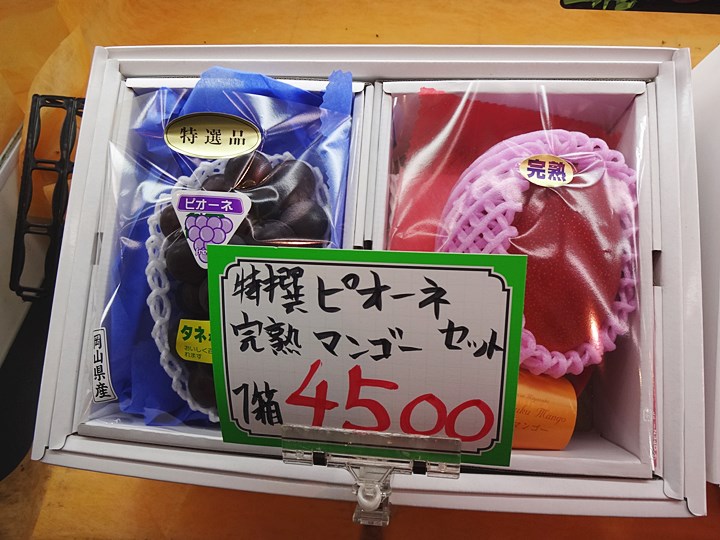 特選品
ピオーネ
タネ
岡山県産
完熟
特撰ピオーネ
完熟マンゴーセット
1箱 4500
Mango
マンゴー